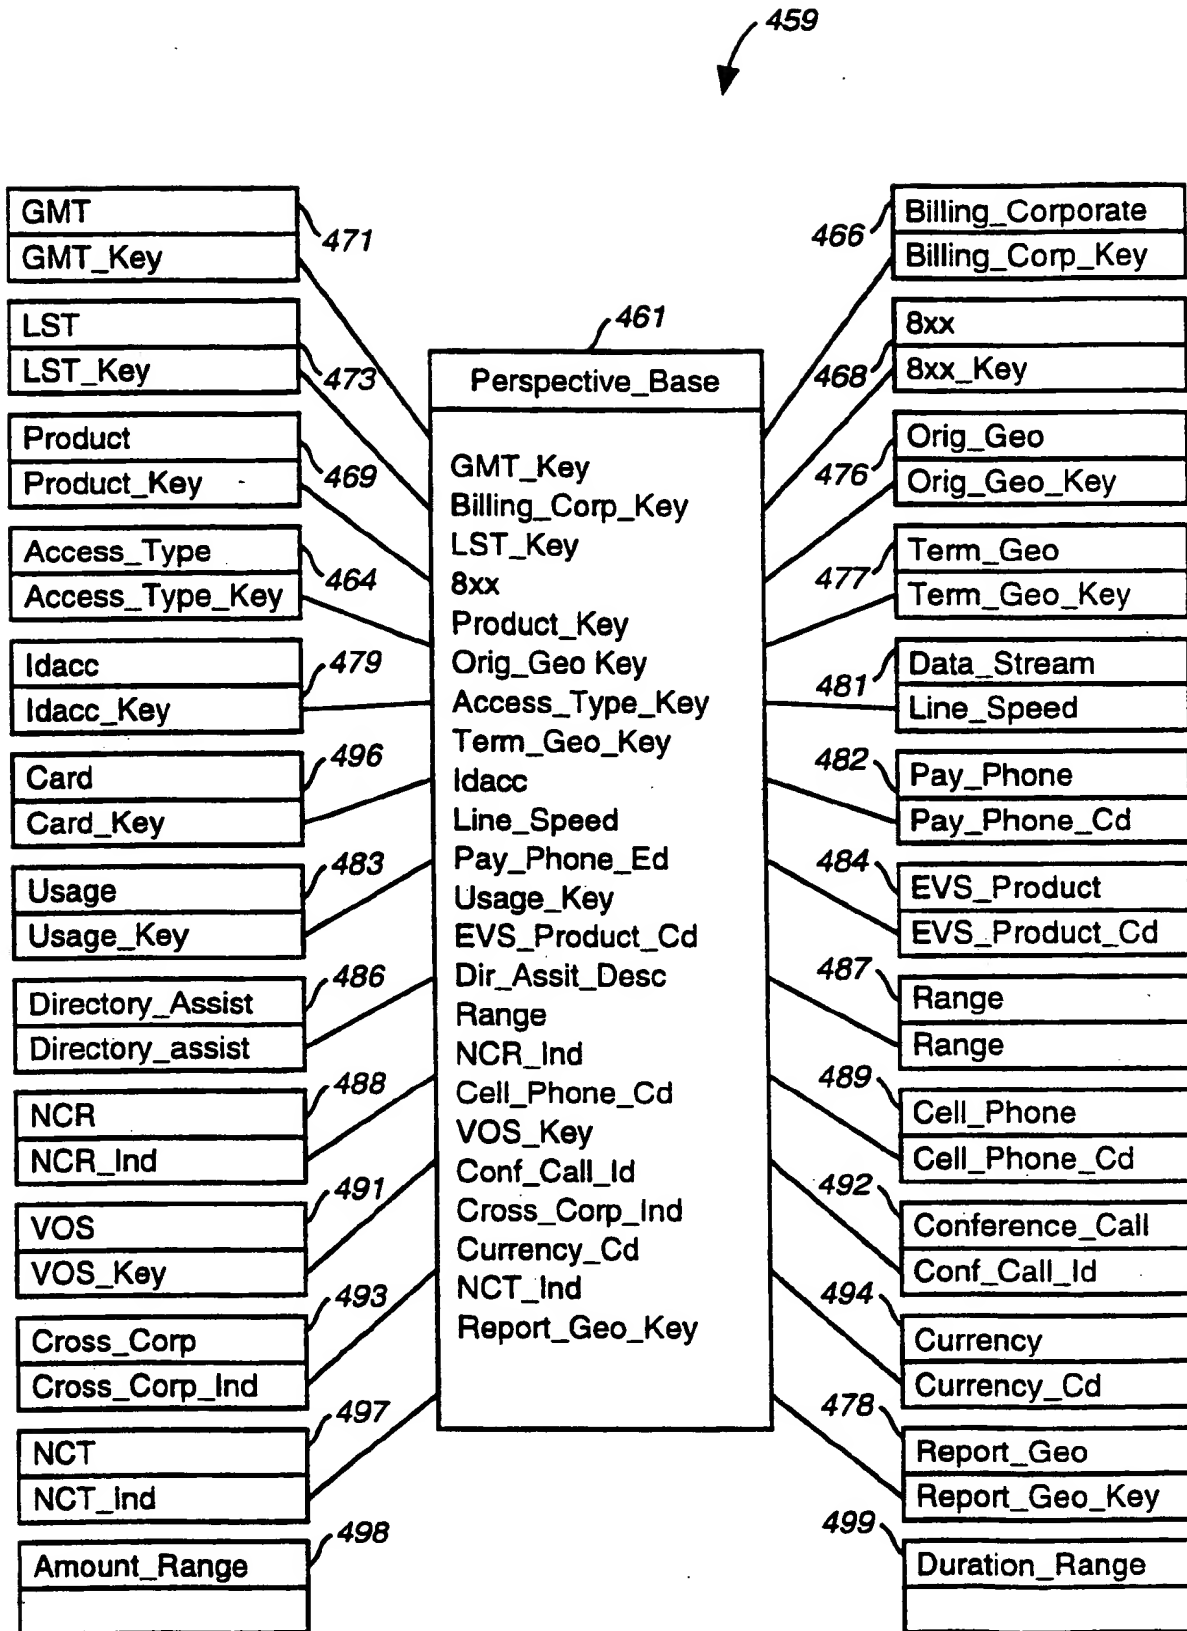 459
GMT
GMT_Key
471
LST
LST_Key
473
Product
Product_Key
469
Access_Type
Access_Type_Key
464
Idacc
Idacc_Key
479
Card
Card_Key
496
Usage
Usage_Key
483
Directory_Assist
Directory_assist
486
NCR
NCR_Ind
488
VOS
VOS_Key
491
Cross_Corp
Cross_Corp_Ind
493
NCT
NCT_Ind
497
Amount_Range
498
461
Perspective_Base
GMT_Key
Billing_Corp_Key
LST_Key
8xx
Product_Key
Orig_Geo Key
Access_Type_Key
Term_Geo_Key
Idacc
Line_Speed
Pay_Phone_Ed
Usage_Key
EVS_Product_Cd
Dir_Assit_Desc
Range
NCR_Ind
Cell_Phone_Cd
VOS_Key
Conf_Call_Id
Cross_Corp_Ind
Currency_Cd
NCT_Ind
Report_Geo_Key
466
Billing_Corporate
Billing_Corp_Key
468
8xx
8xx_Key
476
Orig_Geo
Orig_Geo_Key
477
Term_Geo
Term_Geo_Key
481
Data_Stream
Line_Speed
482
Pay_Phone
Pay_Phone_Cd
484
EVS_Product
EVS_Product_Cd
487
Range
Range
489
Cell_Phone
Cell_Phone_Cd
492
Conference_Call
Conf_Call_Id
494
Currency
Currency_Cd
478
Report_Geo
Report_Geo_Key
499
Duration_Range